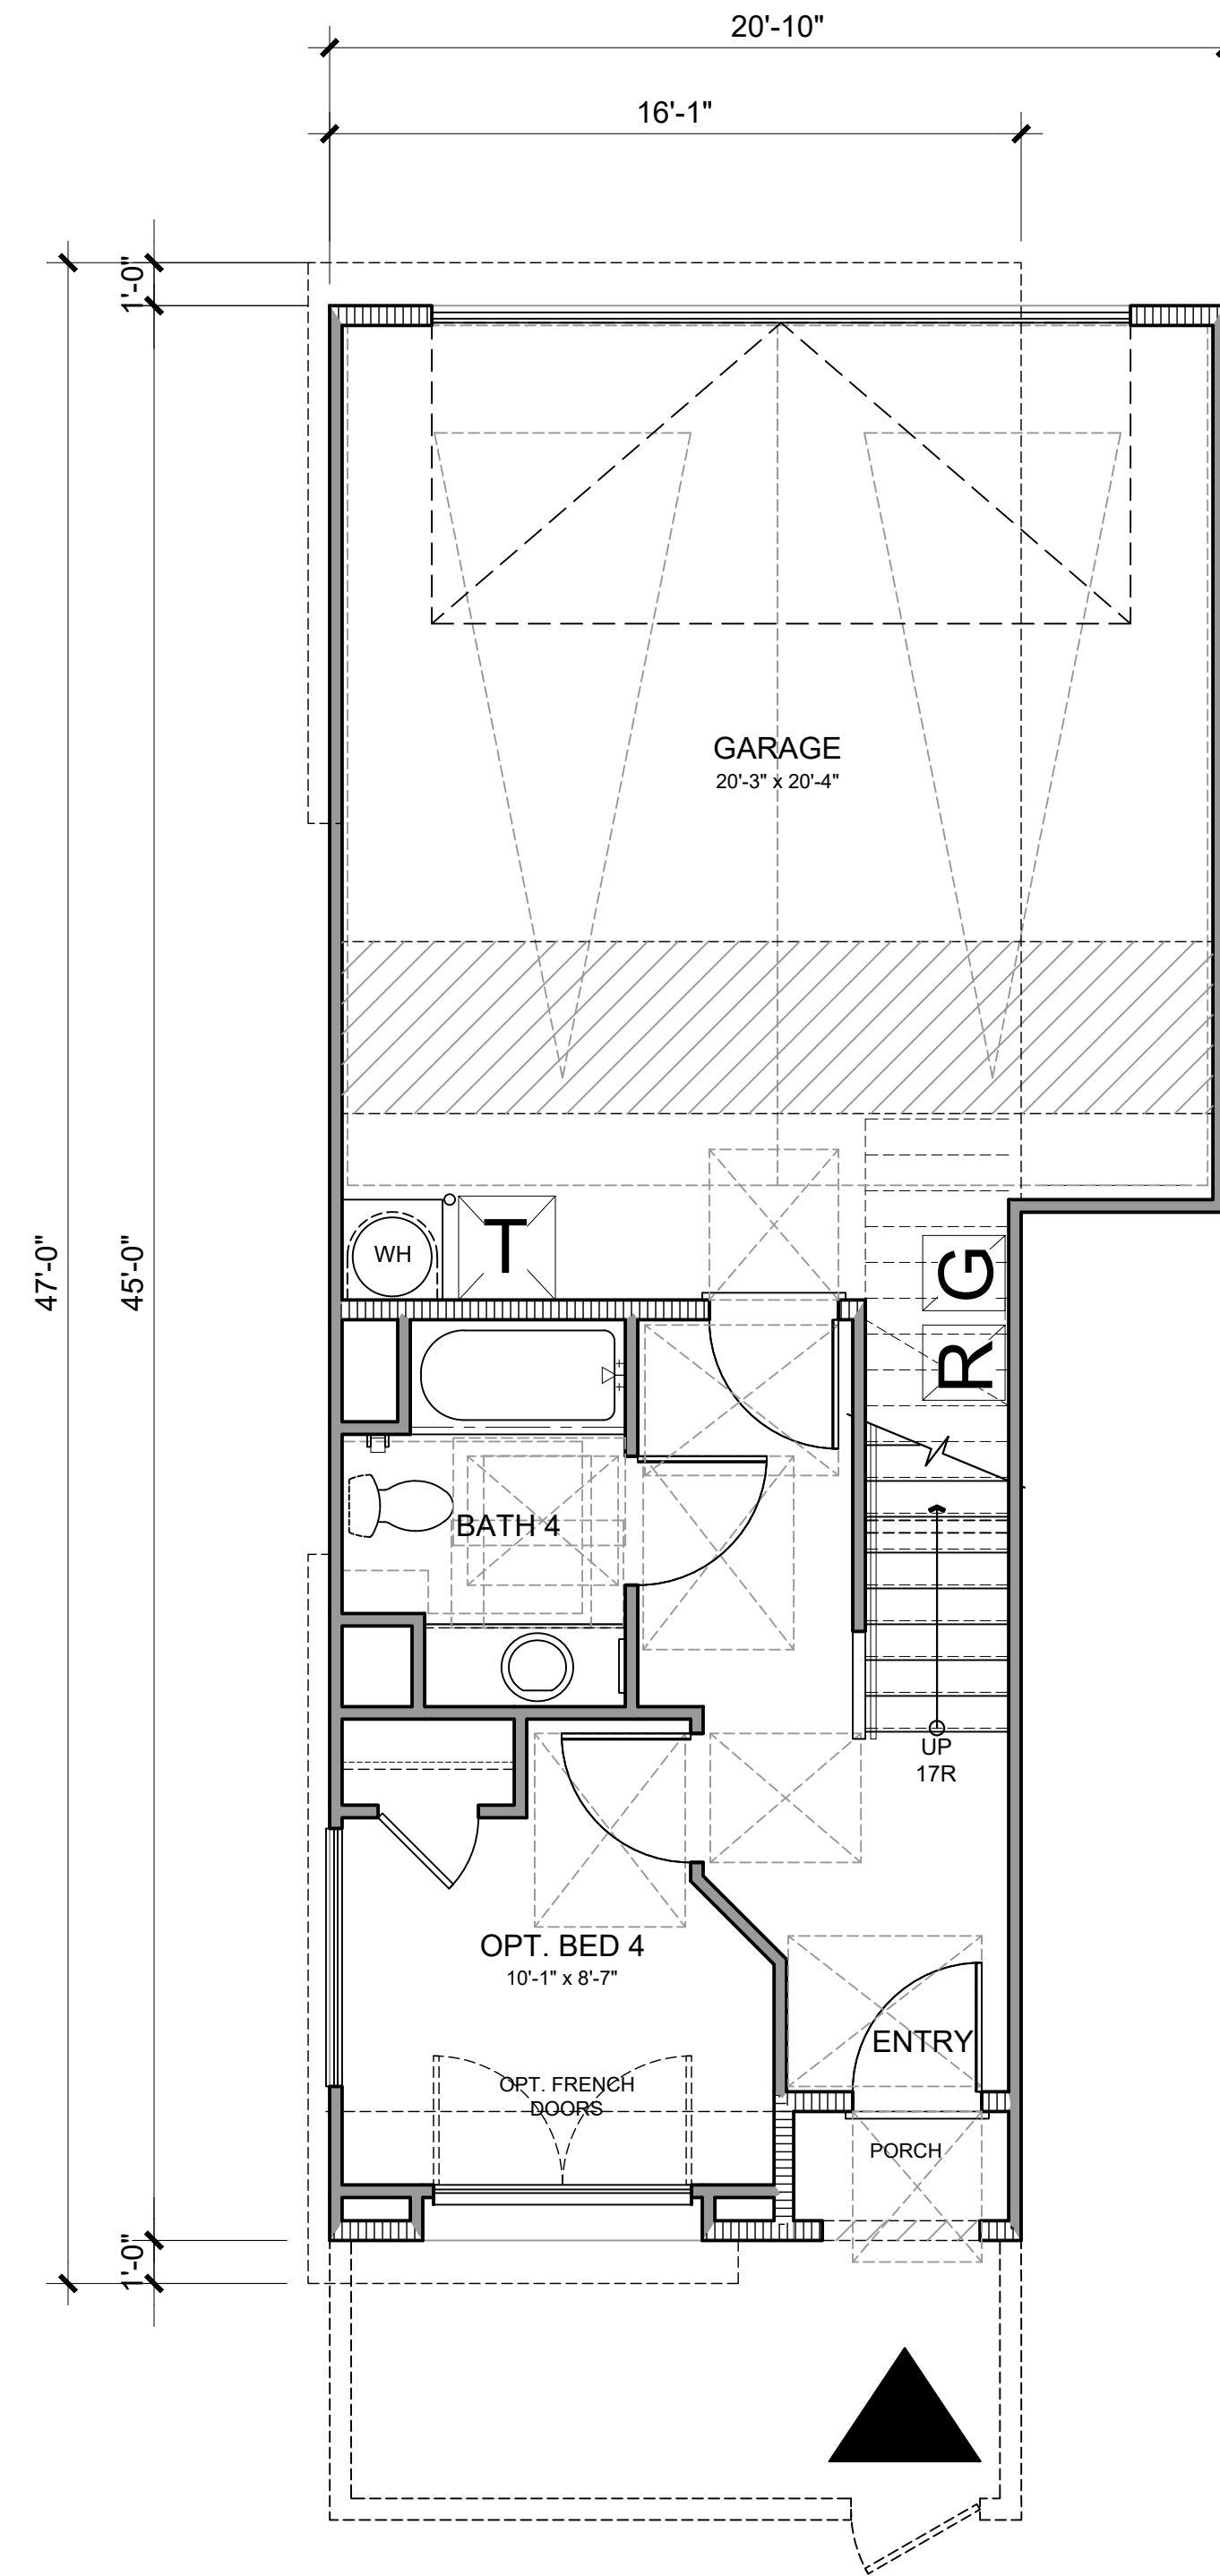 20'-10"
16'-1"
1'-0"
GARAGE
20'-3" x 20'-4"
47'-0"
45'-0"
WH
T
G
R
BATH 4
UP
17R
OPT. BED 4
10'-1" x 8'-7"
ENTRY
OPT. FRENCH
DOORS
PORCH
1'-0"